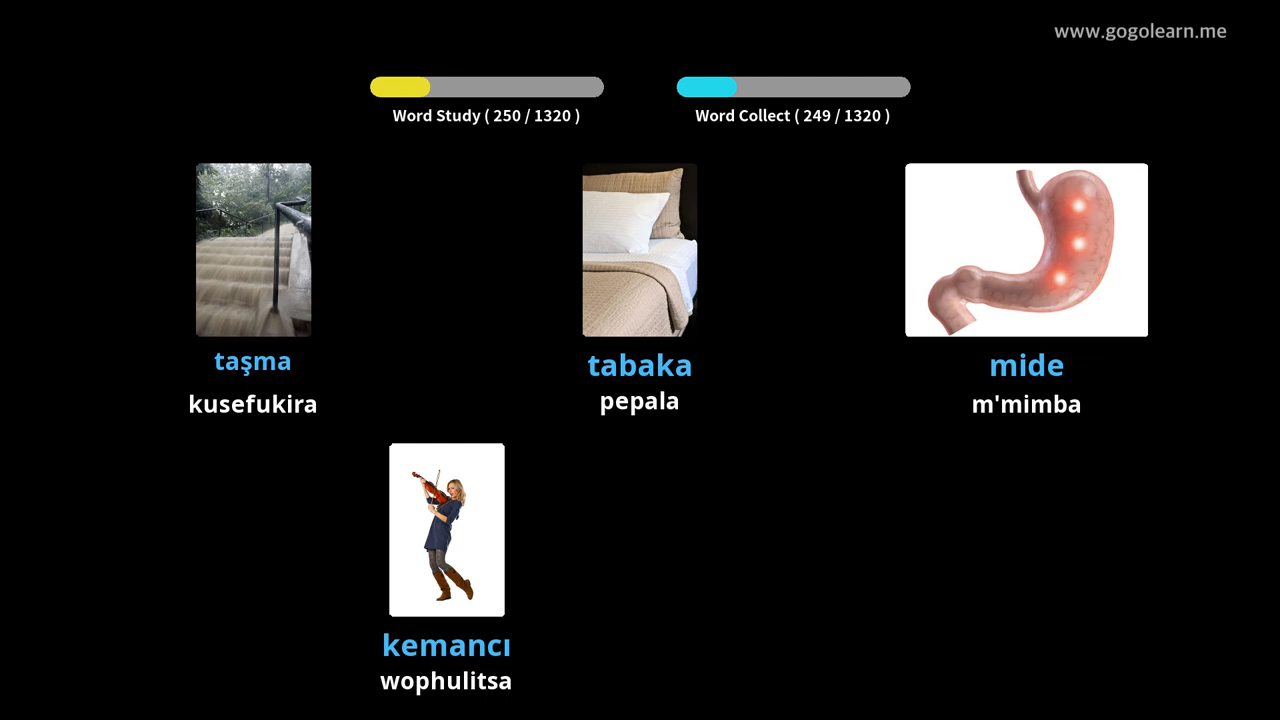 www.gogolearn.me
Word Study ( 250 / 1320 )
Word Collect ( 249 / 1320 )
taşma
kusefukira
tabaka
pepala
mide
m'mimba
kemancı
wophulitsa